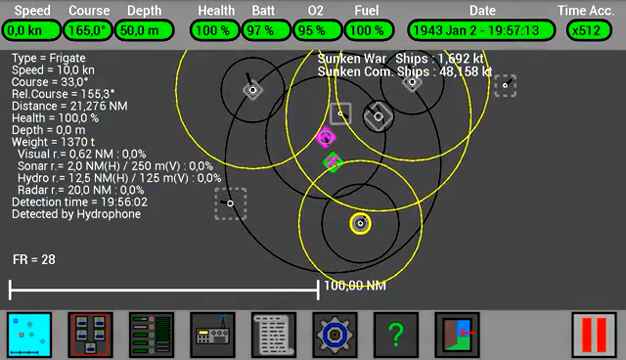 Speed Course Depth Health Batt O2 Fuel Date Time Acc.
0,0 kn 165,0° 50,0 m 100 % 97 % 95 % 100 % 1943 Jan 2 - 19:57:13 x512
Type = Frigate
Speed = 10,0 kn
Course = 33,0°
Rel.Course = 155,3°
Distance = 21,276 NM
Health = 100,0 %
Depth = 0,0 m
Weight = 1370 t
Visual r.= 0,62 NM : 0,0%
Sonar r.= 2,0 NM(H) / 250 m(V) : 0,0%
Hydro r.= 12,5 NM(H) / 125 m(V) : 0,0%
Radar r.= 20,0 NM : 0,0%
Detection time = 19:56:02
Detected by Hydrophone
Sunken War Ships : 1,692 kt
Sunken Com. Ships : 48,158 kt
FR = 28
100,00 NM
?